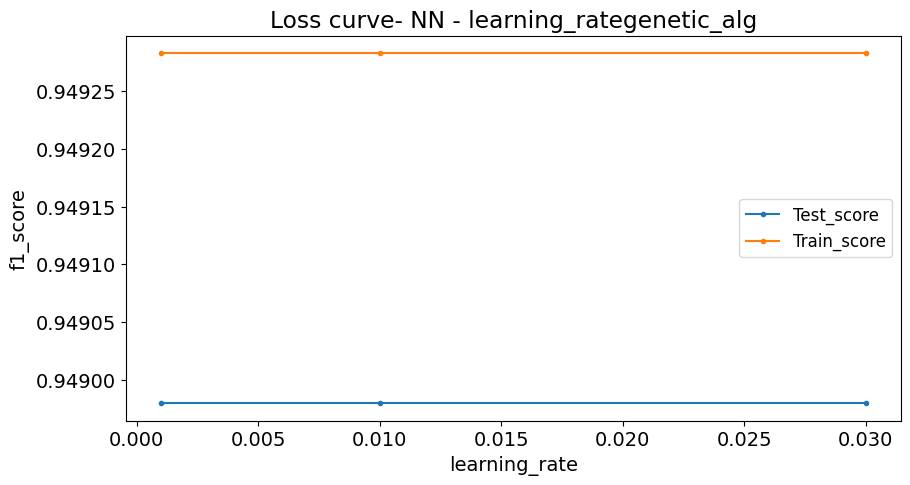 Loss curve- NN - learning_rategenetic_alg
f1_score
0.94925
0.94920
0.94915
0.94910
0.94905
0.94900
Test_score
Train_score
0.000 0.005 0.010 0.015 0.020 0.025 0.030
learning_rate